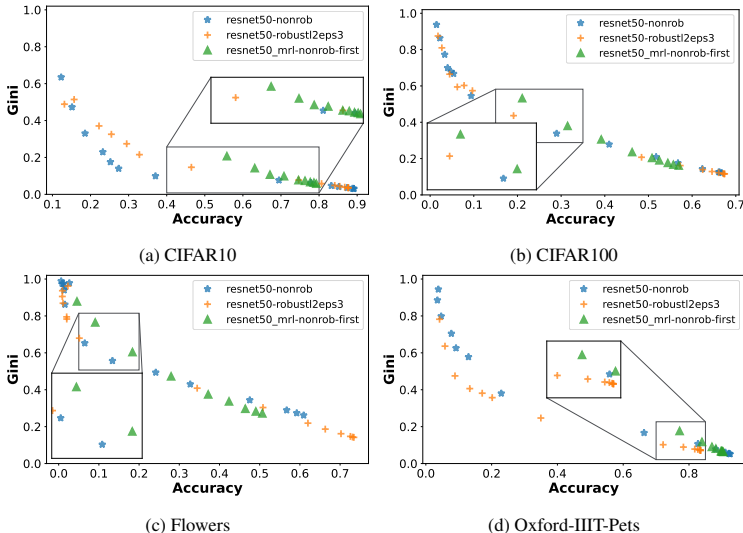 1.0
0.8
0.6
0.4
0.2
0.0
Gini
0.1 0.2 0.3 0.4 0.5 0.6 0.7 0.8 0.9
Accuracy
resnet50-nonrob
resnet50-robustl2eps3
resnet50_mrl-nonrob-first
(a) CIFAR10
1.0
0.8
0.6
0.4
0.2
0.0
Gini
0.0 0.1 0.2 0.3 0.4 0.5 0.6 0.7
Accuracy
resnet50-nonrob
resnet50-robustl2eps3
resnet50_mrl-nonrob-first
(b) CIFAR100
1.0
0.8
0.6
0.4
0.2
0.0
Gini
0.0 0.1 0.2 0.3 0.4 0.5 0.6 0.7
Accuracy
resnet50-nonrob
resnet50-robustl2eps3
resnet50_mrl-nonrob-first
(c) Flowers
1.0
0.8
0.6
0.4
0.2
0.0
Gini
0.0 0.2 0.4 0.6 0.8
Accuracy
resnet50-nonrob
resnet50-robustl2eps3
resnet50_mrl-nonrob-first
(d) Oxford-IIIT-Pets